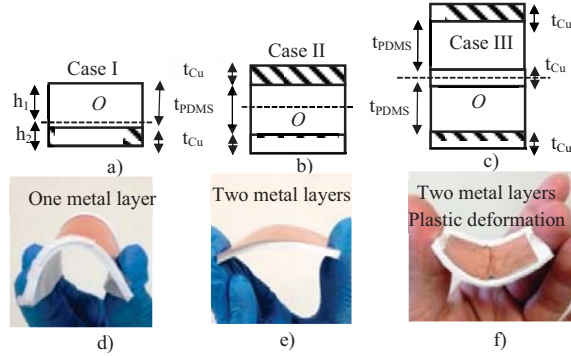 Case I
h1
O
h2
a)
Case II
tCu
tPDMS
O
tCu
b)
tPDMS
Case III
tCu
tCu
tPDMS
O
tCu
c)
One metal layer
d)
Two metal layers
e)
Two metal layers
Plastic deformation
f)